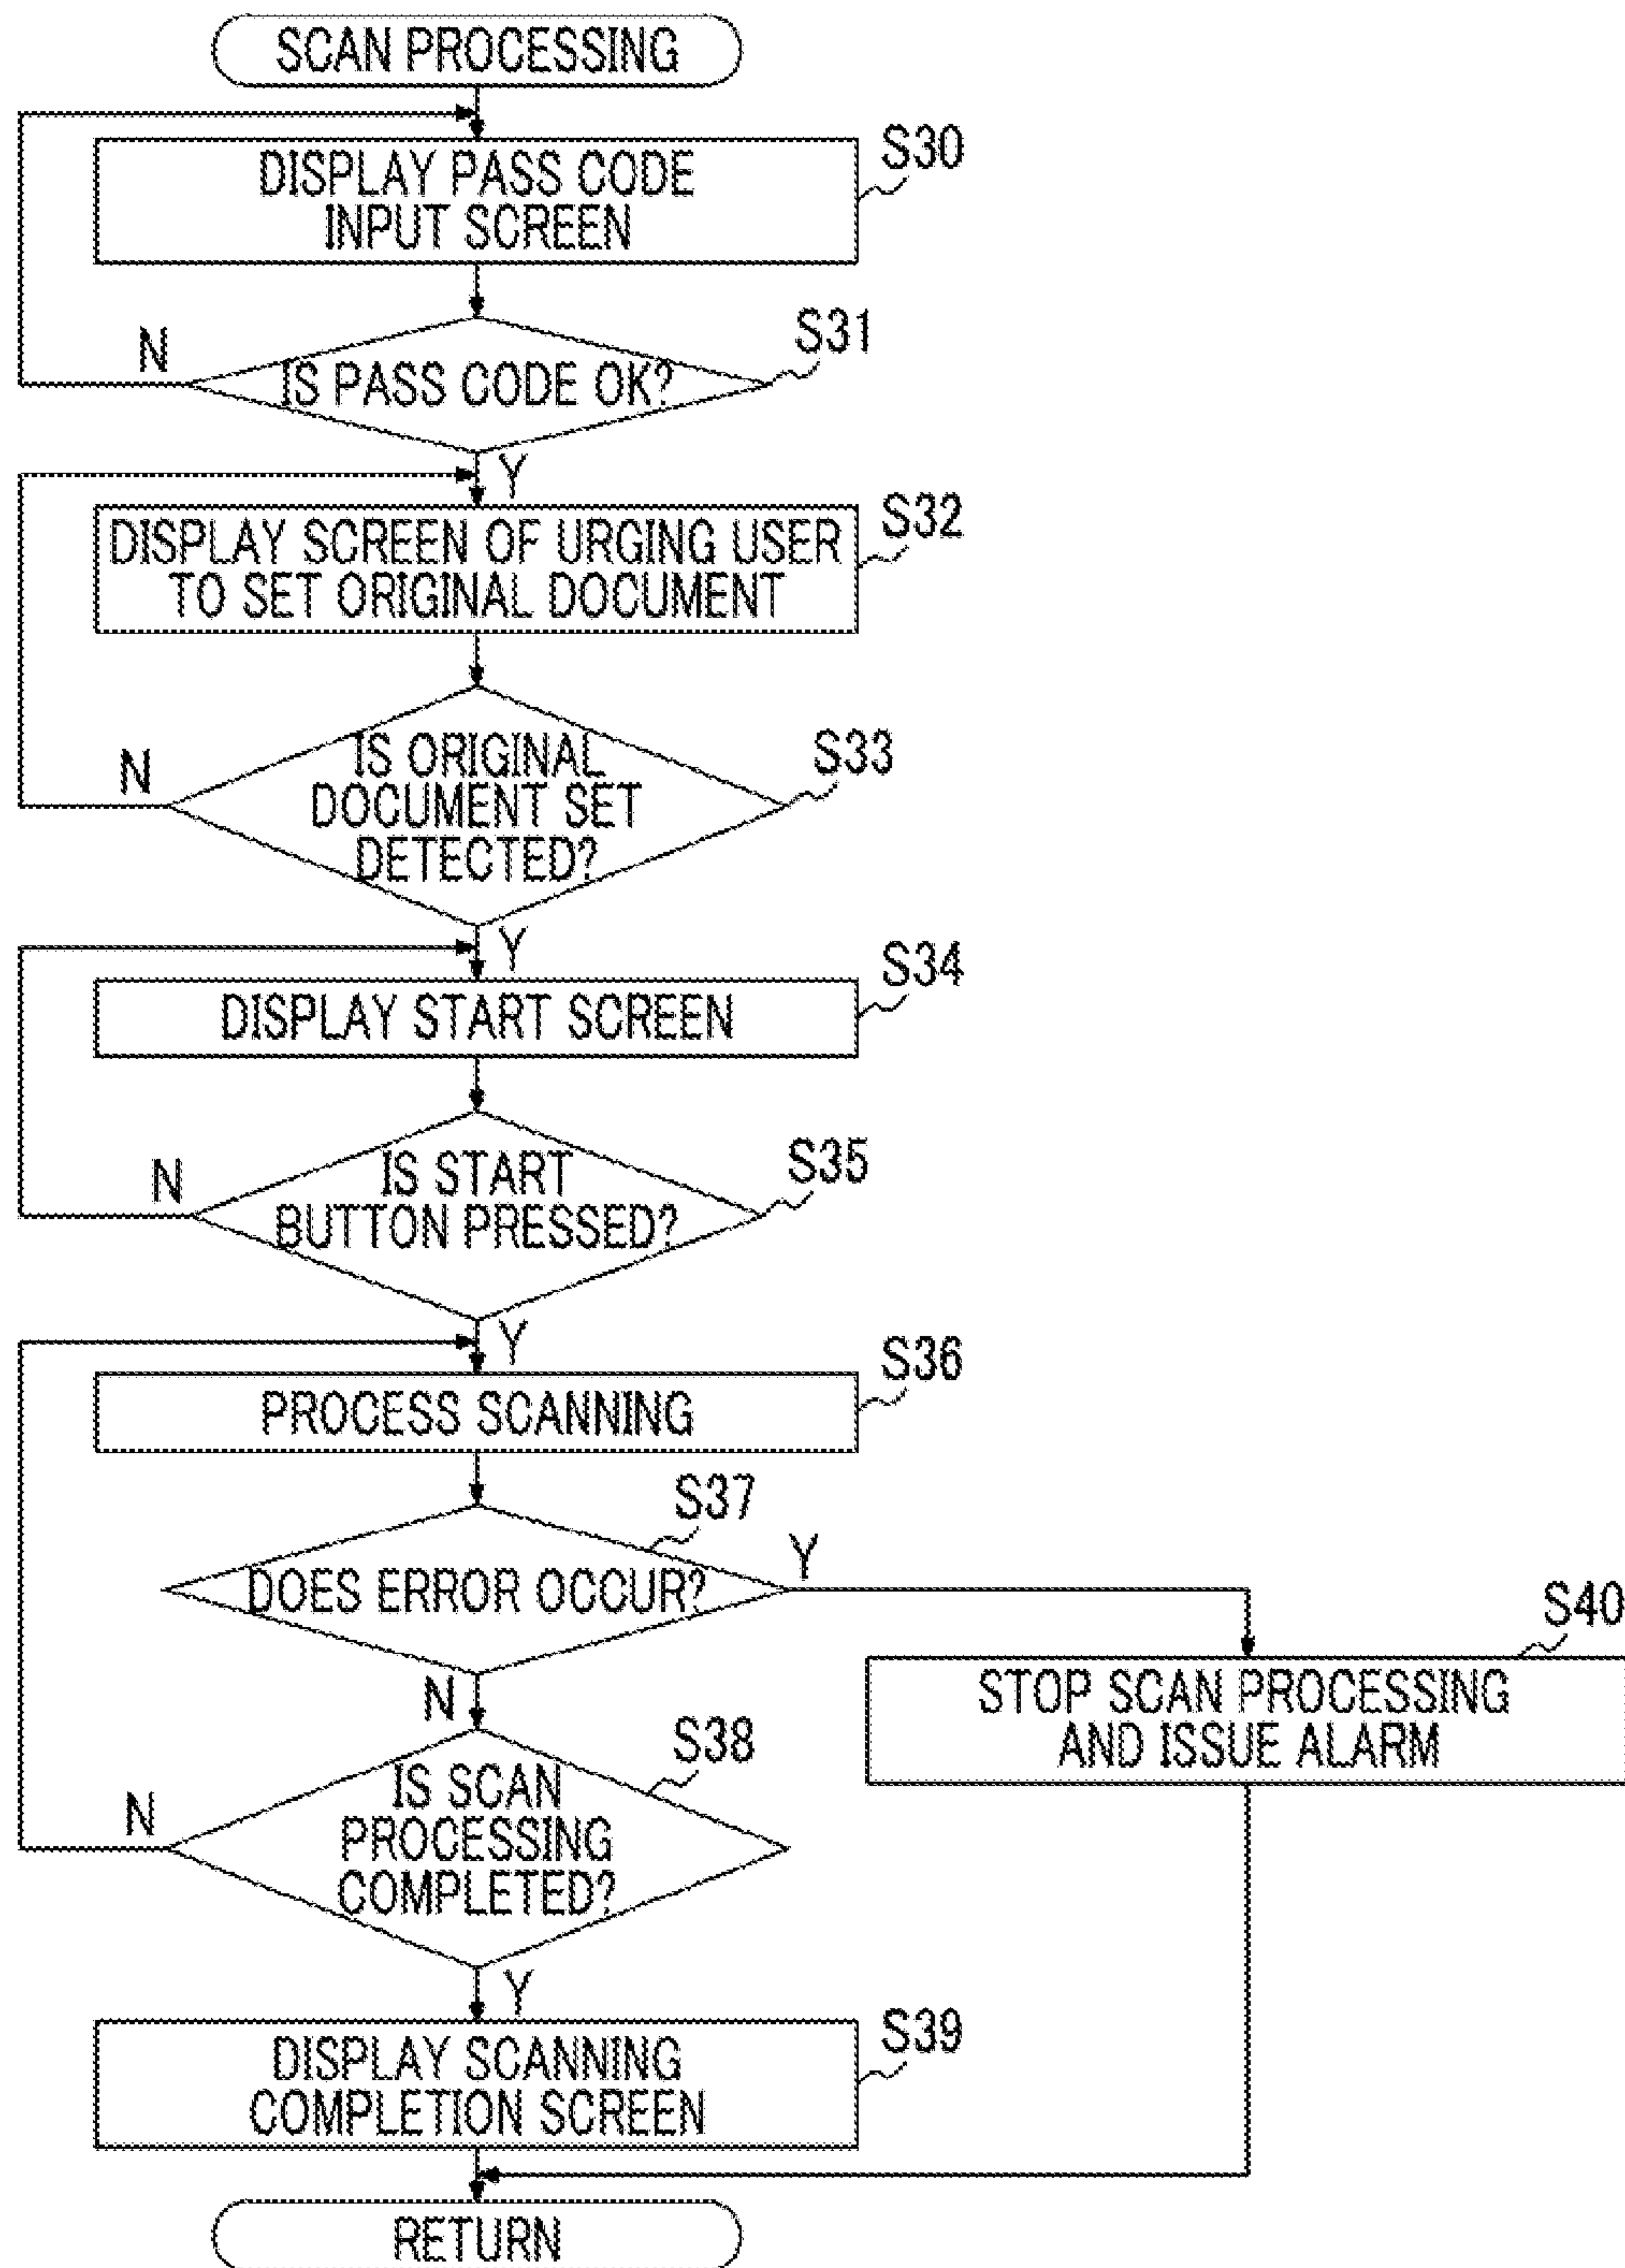 SCAN PROCESSING
S30
DISPLAY PASS CODE
INPUT SCREEN
S31
N
IS PASS CODE OK?
Y
S32
DISPLAY SCREEN OF URGING USER
TO SET ORIGINAL DOCUMENT
S33
N
IS ORIGINAL
DOCUMENT SET
DETECTED?
Y
S34
DISPLAY START SCREEN
S35
N
IS START
BUTTON PRESSED?
Y
S36
PROCESS SCANNING
S37
DOES ERROR OCCUR?
Y
S40
STOP SCAN PROCESSING
AND ISSUE ALARM
N
S38
N
IS SCAN
PROCESSING
COMPLETED?
Y
S39
DISPLAY SCANNING
COMPLETION SCREEN
RETURN